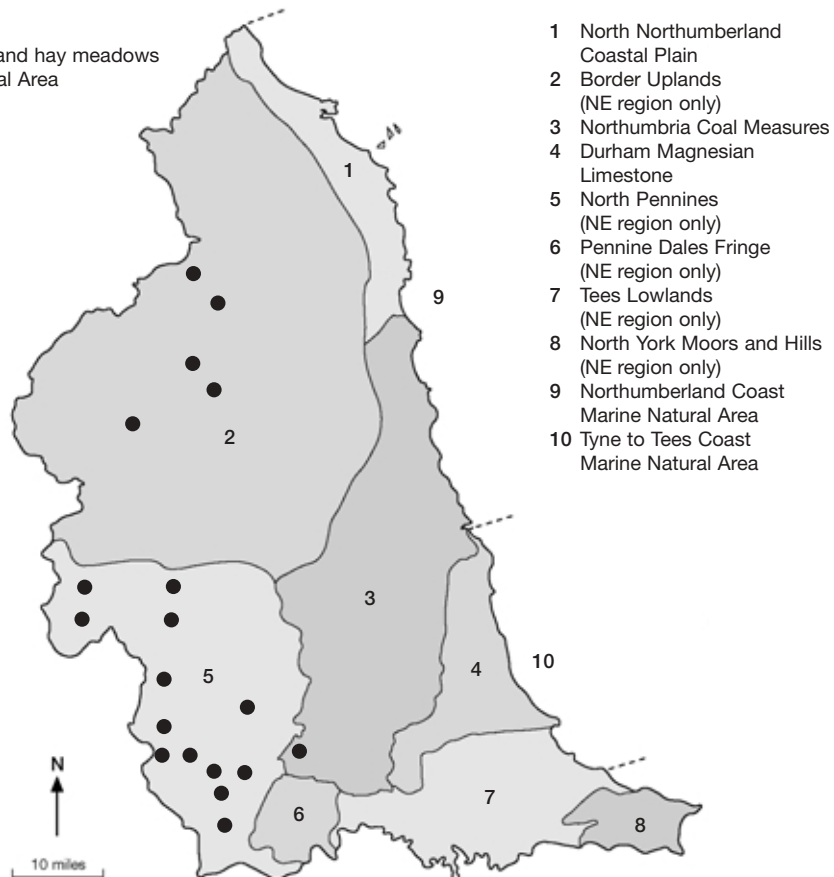 and hay meadows
Area
1 North Northumberland
Coastal Plain
2 Border Uplands
(NE region only)
3 Northumbria Coal Measures
4 Durham Magnesian
Limestone
5 North Pennines
(NE region only)
6 Pennine Dales Fringe
(NE region only)
7 Tees Lowlands
(NE region only)
8 North York Moors and Hills
(NE region only)
9 Northumberland Coast
Marine Natural Area
10 Tyne to Tees Coast
Marine Natural Area
1
9
2
3
10
5
4
N
7
6
8
10 miles